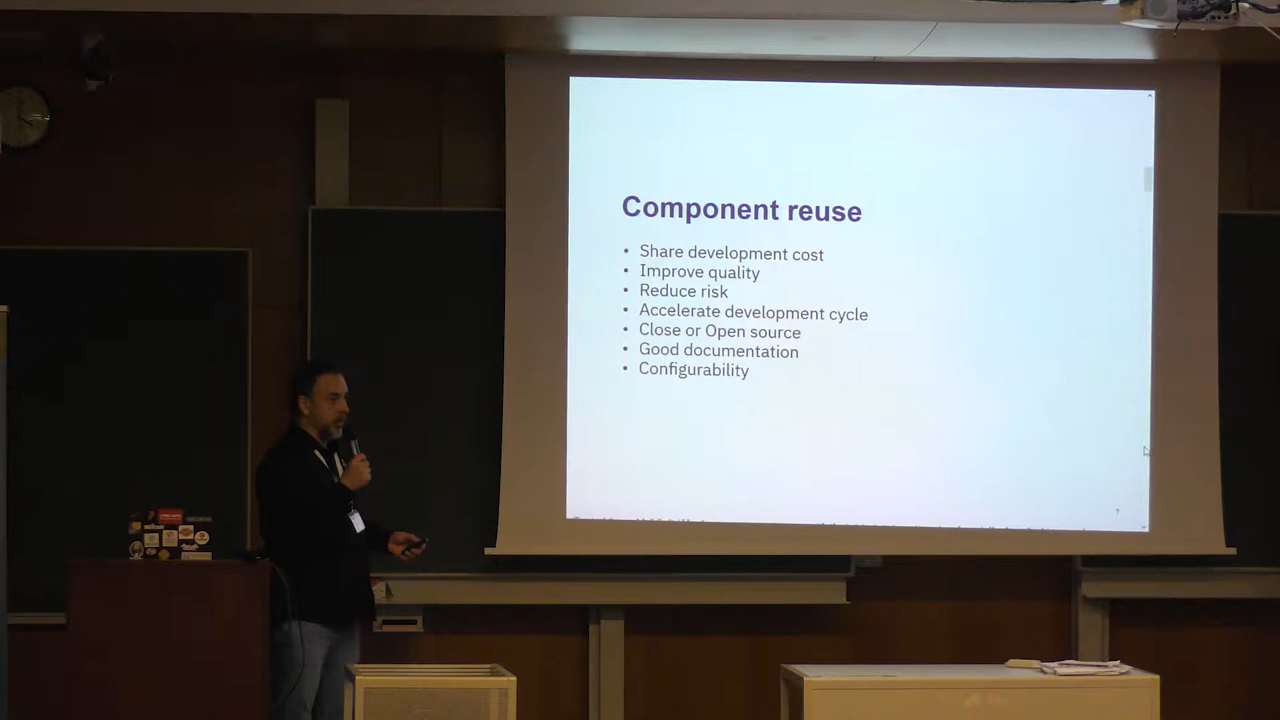 Component reuse
• Share development cost
• Improve quality
• Reduce risk
• Accelerate development cycle
• Close or Open source
• Good documentation
• Configurability